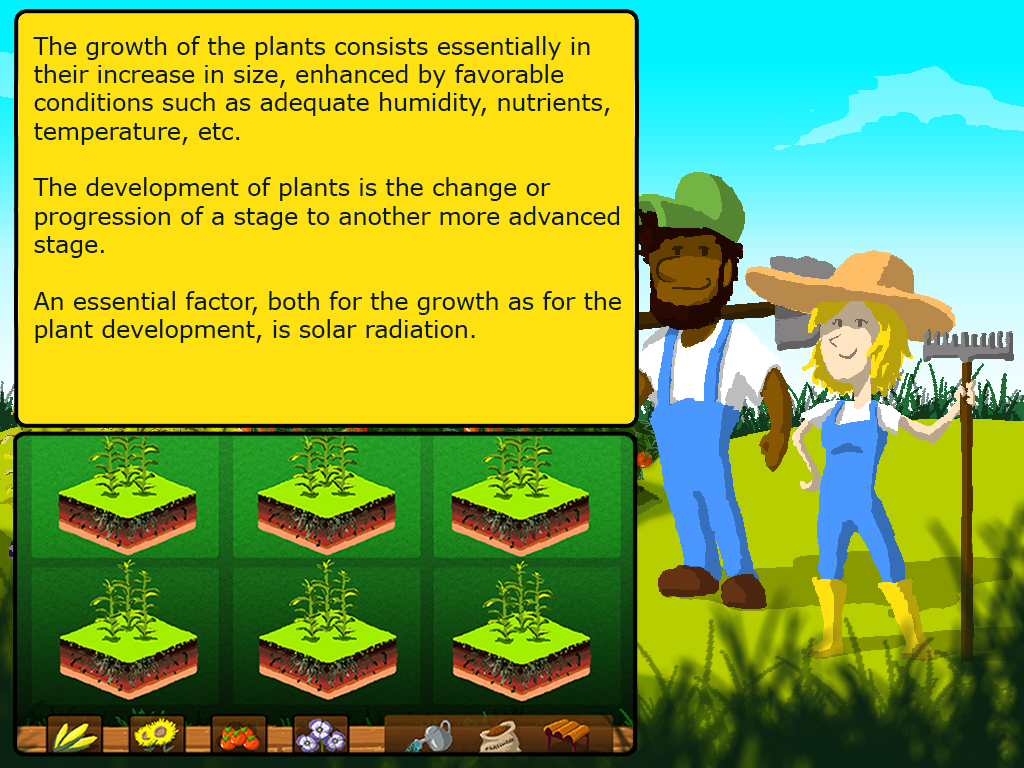 The growth of the plants consists essentially in
their increase in size, enhanced by favorable
conditions such as adequate humidity, nutrients,
temperature, etc.
The development of plants is the change or
progression of a stage to another more advanced
stage.
An essential factor, both for the growth as for the
plant development, is solar radiation.